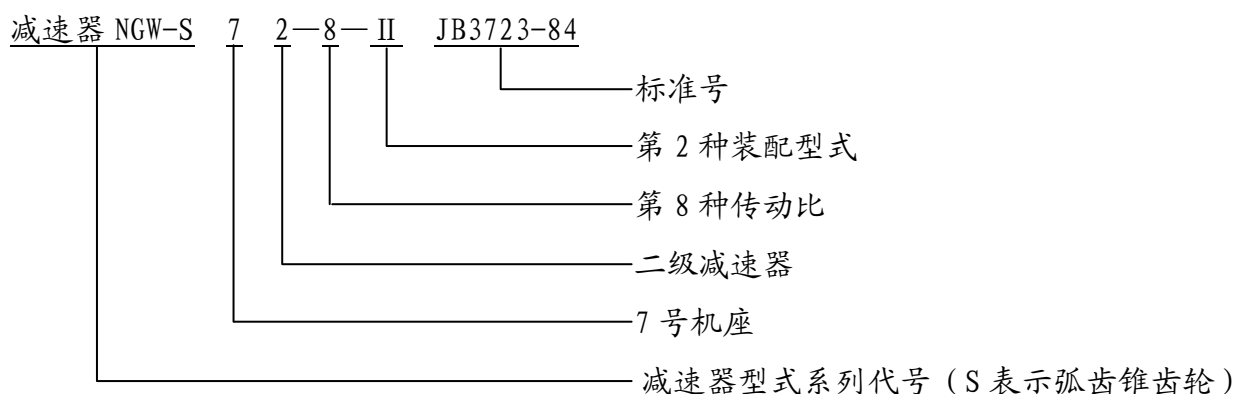 减速器 NGW-S 7 2—8—Ⅱ JB3723-84
标准号
第 2 种装配型式
第 8 种传动比
二级减速器
7 号机座
减速器型式系列代号（S 表示弧齿锥齿轮）